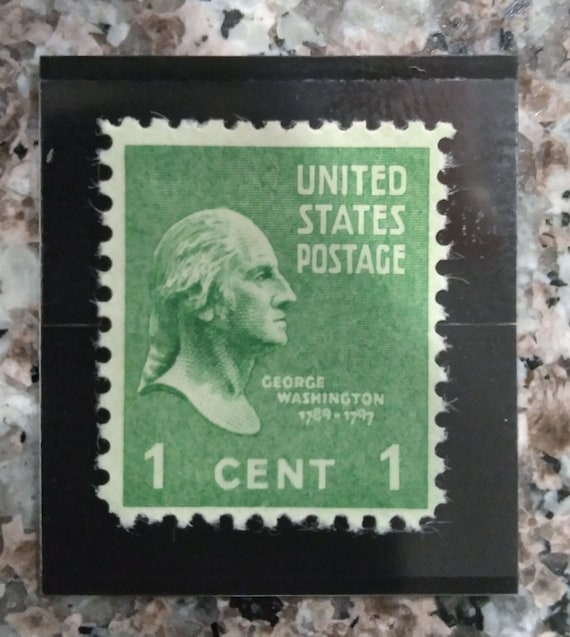 UNITED
STATES
POSTAGE
GEORGE
WASHINGTON
1789-1797
1 CENT 1